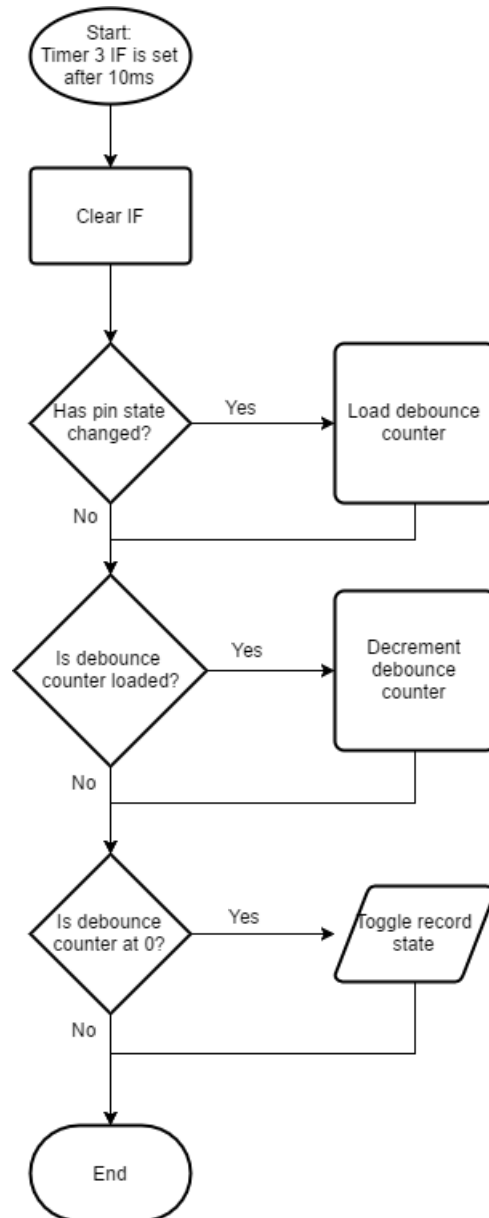 Start:
Timer 3 IF is set
after 10ms
Clear IF
Has pin state
changed?
Yes
Load debounce
counter
No
Is debounce
counter loaded?
Yes
Decrement
debounce
counter
No
Is debounce
counter at 0?
Yes
Toggle record
state
No
End